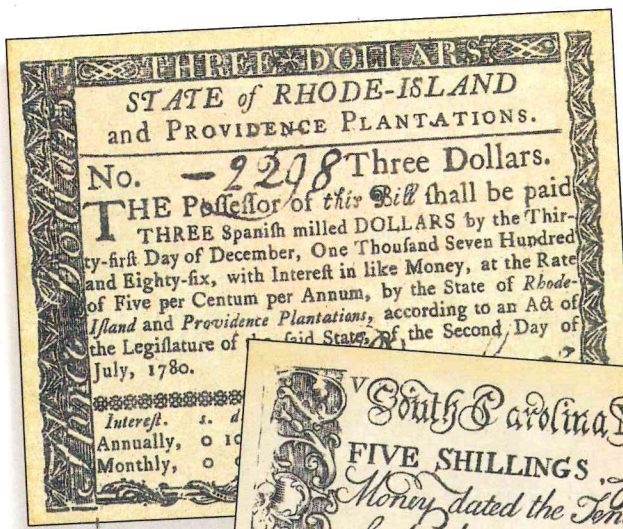 THREE DOLLARS
STATE of RHODE-ISLAND
and PROVIDENCE PLANTATIONS.
No. 2298 Three Dollars.
THE Poſſeſſor of this Bill ſhall be paid
THREE Spaniſh milled DOLLARS by the Thir-
ty-firſt Day of December, One Thouſand Seven Hundred
and Eighty-ſix, with Intereſt in like Money, at the Rate
of Five per Centum per Annum, by the State of Rhode-
Iſland and Providence Plantations, according to an Act of
the Legiſlature of the ſaid State, of the Second Day of
July, 1780.
Intereſt. s. d
Annually, 0 10
Monthly, 0 0
Three Dollars
South Carolina
FIVE SHILLINGS
Money dated the Ten